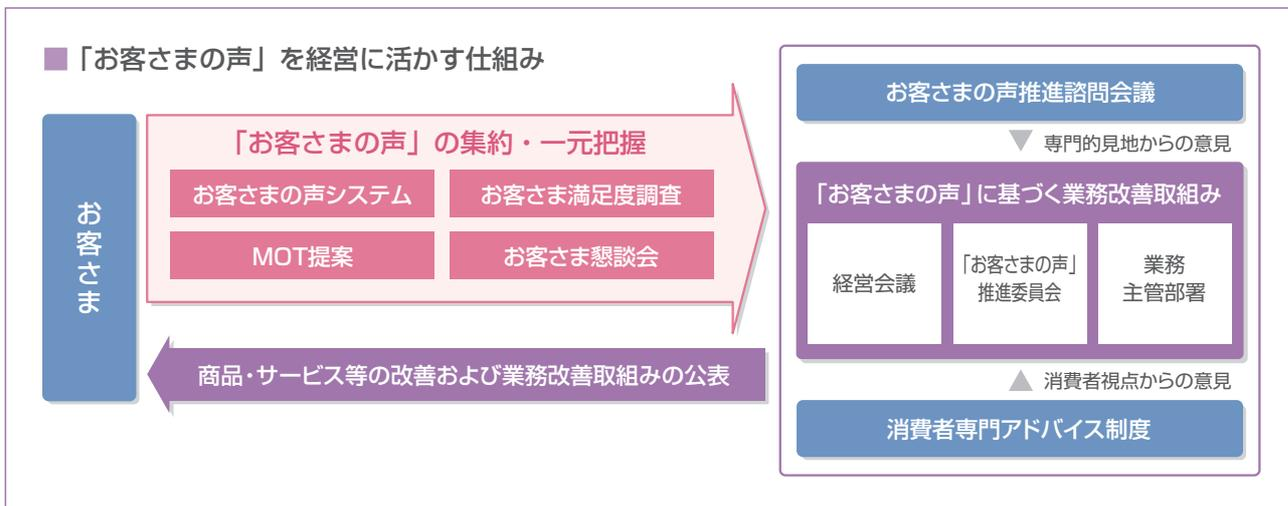 ■「お客さまの声」を経営に活かす仕組み
お客さま
「お客さまの声」の集約・一元把握
お客さまの声システム
お客さま満足度調査
MOT提案
お客さま懇談会
商品・サービス等の改善および業務改善取組みの公表
お客さまの声推進諮問会議
専門的見地からの意見
「お客さまの声」に基づく業務改善取組み
経営会議
「お客さまの声」
推進委員会
業務
主管部署
消費者視点からの意見
消費者専門アドバイス制度